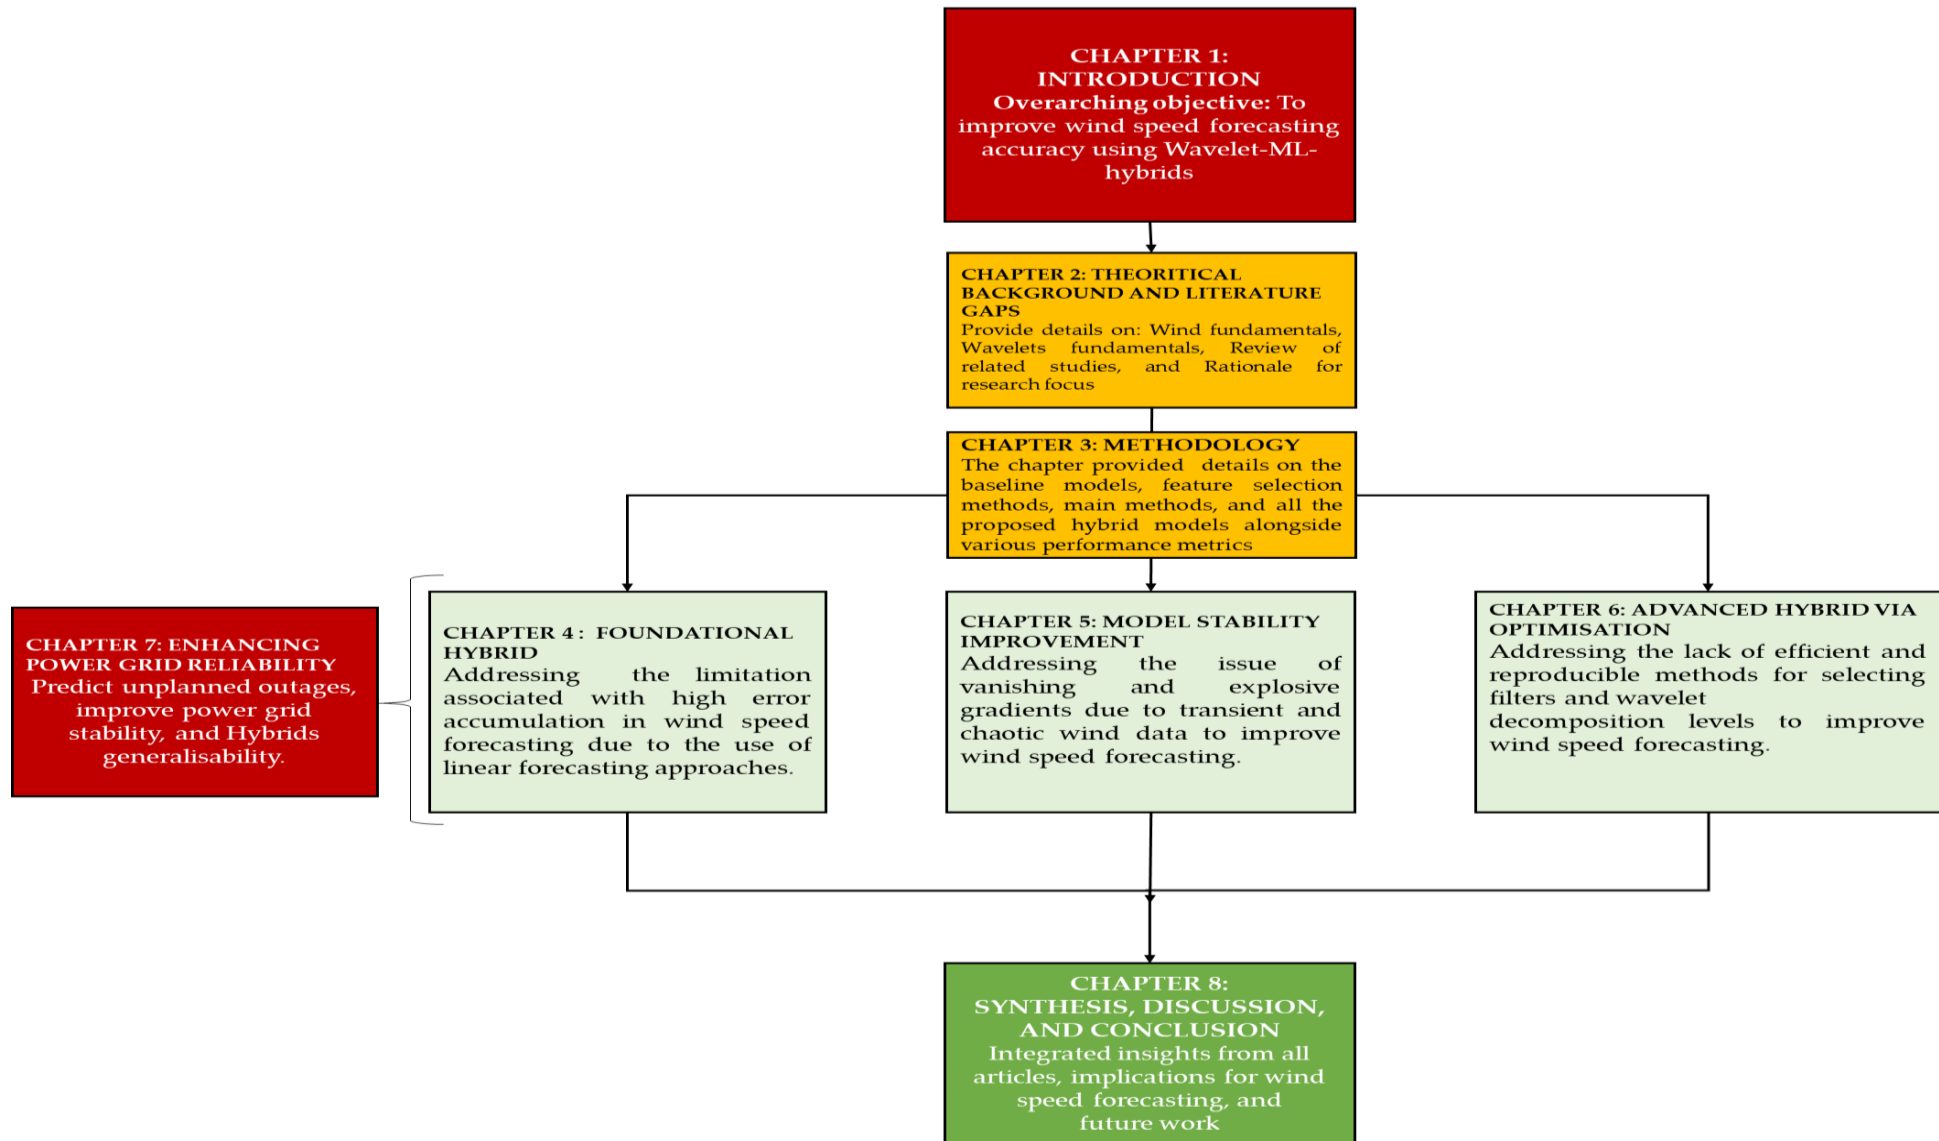 CHAPTER 1:
INTRODUCTION
Overarching objective: To
improve wind speed forecasting
accuracy using Wavelet-ML-
hybrids
CHAPTER 2: THEORITICAL
BACKGROUND AND LITERATURE
GAPS
Provide details on: Wind fundamentals,
Wavelets fundamentals, Review of
related studies, and Rationale for
research focus
CHAPTER 3: METHODOLOGY
The chapter provided details on the
baseline models, feature selection
methods, main methods, and all the
proposed hybrid models alongside
various performance metrics
CHAPTER 7: ENHANCING
POWER GRID RELIABILITY
Predict unplanned outages,
improve power grid
stability, and Hybrids
generalisability.
CHAPTER 4 : FOUNDATIONAL
HYBRID
Addressing the limitation
associated with high error
accumulation in wind speed
forecasting due to the use of
linear forecasting approaches.
CHAPTER 5: MODEL STABILITY
IMPROVEMENT
Addressing the issue of
vanishing and explosive
gradients due to transient and
chaotic wind data to improve
wind speed forecasting.
CHAPTER 6: ADVANCED HYBRID VIA
OPTIMISATION
Addressing the lack of efficient and
reproducible methods for selecting
filters and wavelet
decomposition levels to improve
wind speed forecasting.
CHAPTER 8:
SYNTHESIS, DISCUSSION,
AND CONCLUSION
Integrated insights from all
articles, implications for wind
speed forecasting, and
future work